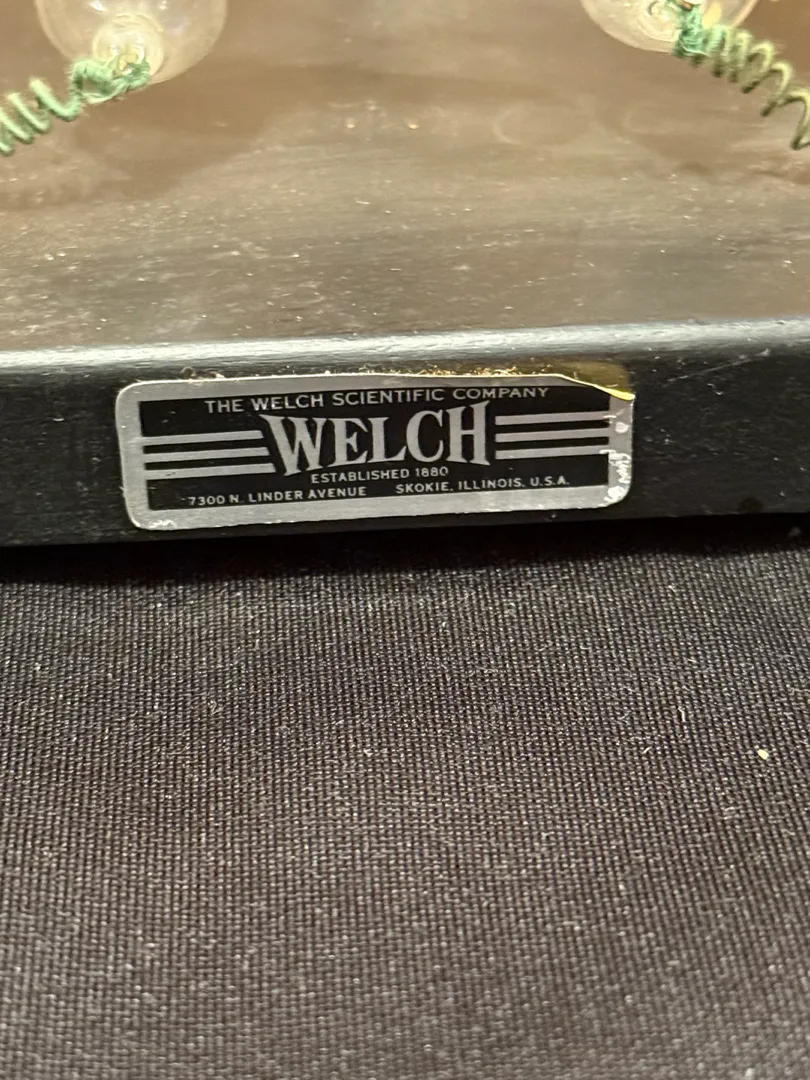 THE WELCH SCIENTIFIC COMPANY
WELCH
ESTABLISHED 1880
7300 N. LINDER AVENUE SKOKIE, ILLINOIS, U.S.A.